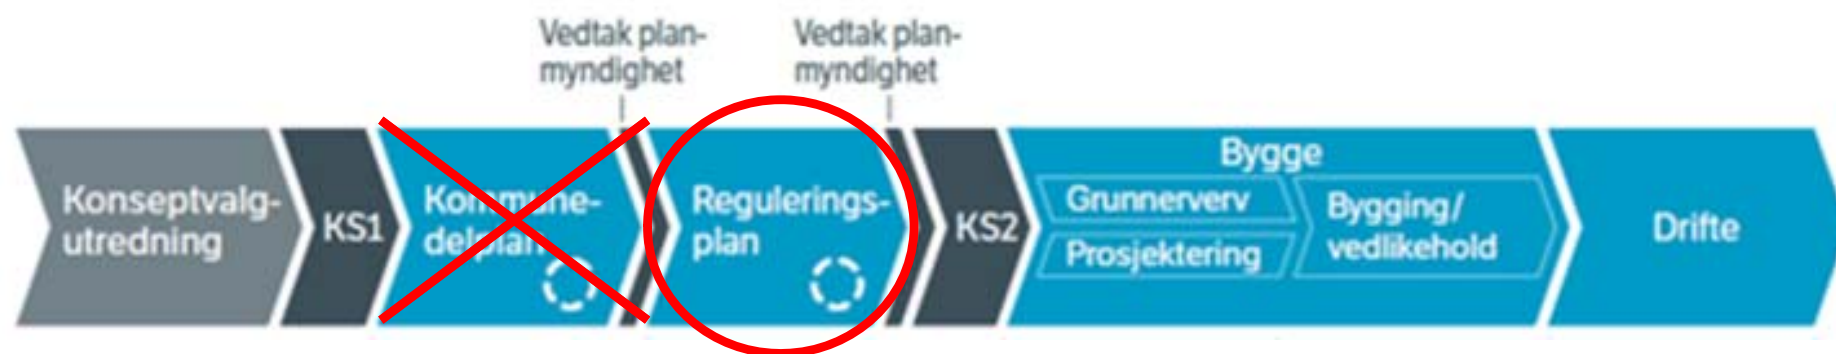 Vedtak plan-
myndighet
Vedtak plan-
myndighet
Konseptvalg-
utredning
KS1
Kommune-
delplan
Regulerings-
plan
KS2
Bygge
Grunnerverv
Prosjektering
Bygging/
vedlikehold
Drifte